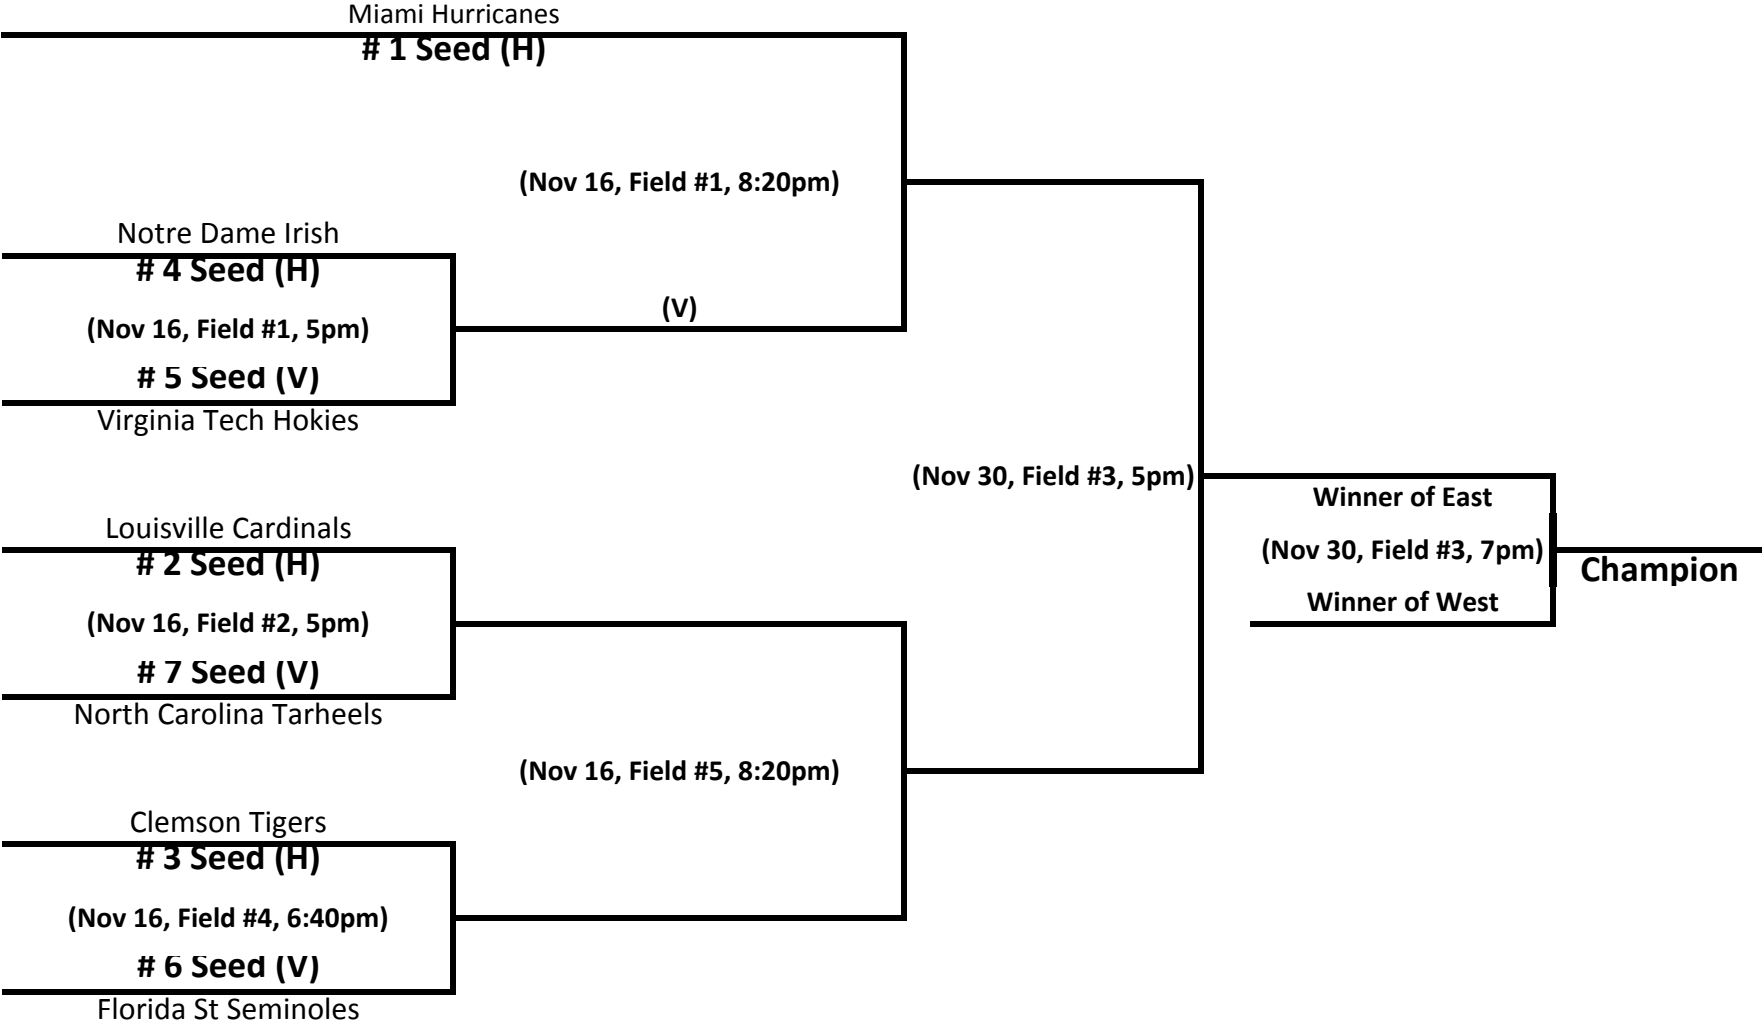 Miami Hurricanes
# 1 Seed (H)
(Nov 16, Field #1, 8:20pm)
Notre Dame Irish
# 4 Seed (H)
(V)
(Nov 16, Field #1, 5pm)
# 5 Seed (V)
Virginia Tech Hokies
(Nov 30, Field #3, 5pm)
Winner of East
Louisville Cardinals
(Nov 30, Field #3, 7pm)
# 2 Seed (H)
Champion
Winner of West
(Nov 16, Field #2, 5pm)
# 7 Seed (V)
North Carolina Tarheels
(Nov 16, Field #5, 8:20pm)
Clemson Tigers
# 3 Seed (H)
(Nov 16, Field #4, 6:40pm)
# 6 Seed (V)
Florida St Seminoles